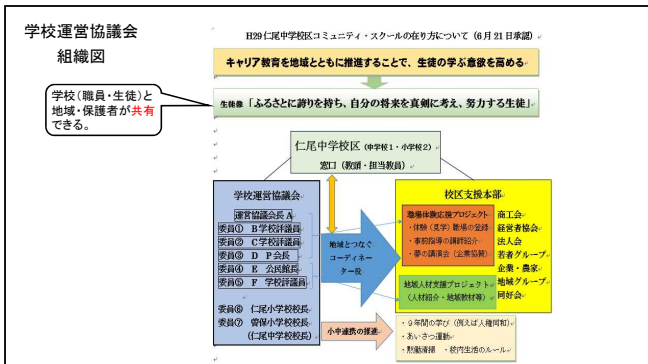 学校運営協議会
組織図
H29仁尾中学校区コミュニティ・スクールの在り方について（6月21日承認）
キャリア教育を地域とともに推進することで、生徒の学ぶ意欲を高める
学校(職員・生徒)と
地域・保護者が共有
できる。
生徒像「ふるさとに誇りを持ち、自分の将来を真剣に考え、努力する生徒」
仁尾中学校区（中学校1・小学校2）
窓口（教頭・担当教員）
学校運営協議会
運営協議会長A
委員① B学校評議員
委員② C学校評議員
委員③ D P会長
委員④ E 公民館長
委員⑤ F 学校評議員
委員⑥ 仁尾小学校校長
委員⑦ 曽保小学校校長
（仁尾中学校校長）
地域とつなぐ
コーディネー
ター役
校区支援本部
職場体験応援プロジェクト
・体験（見学）職場の登録
・事前指導の講師紹介
・夢の講演会（企業協賛）
地域人材支援プロジェクト
（人材紹介・地域教材等）
商工会
経営者協会
法人会
若者グループ
企業・農家
地域グループ
同好会
小中連携の推進
・9年間の学び（例えば人権同和）
・あいさつ運動
・黙働清掃 ・校内生活のルール